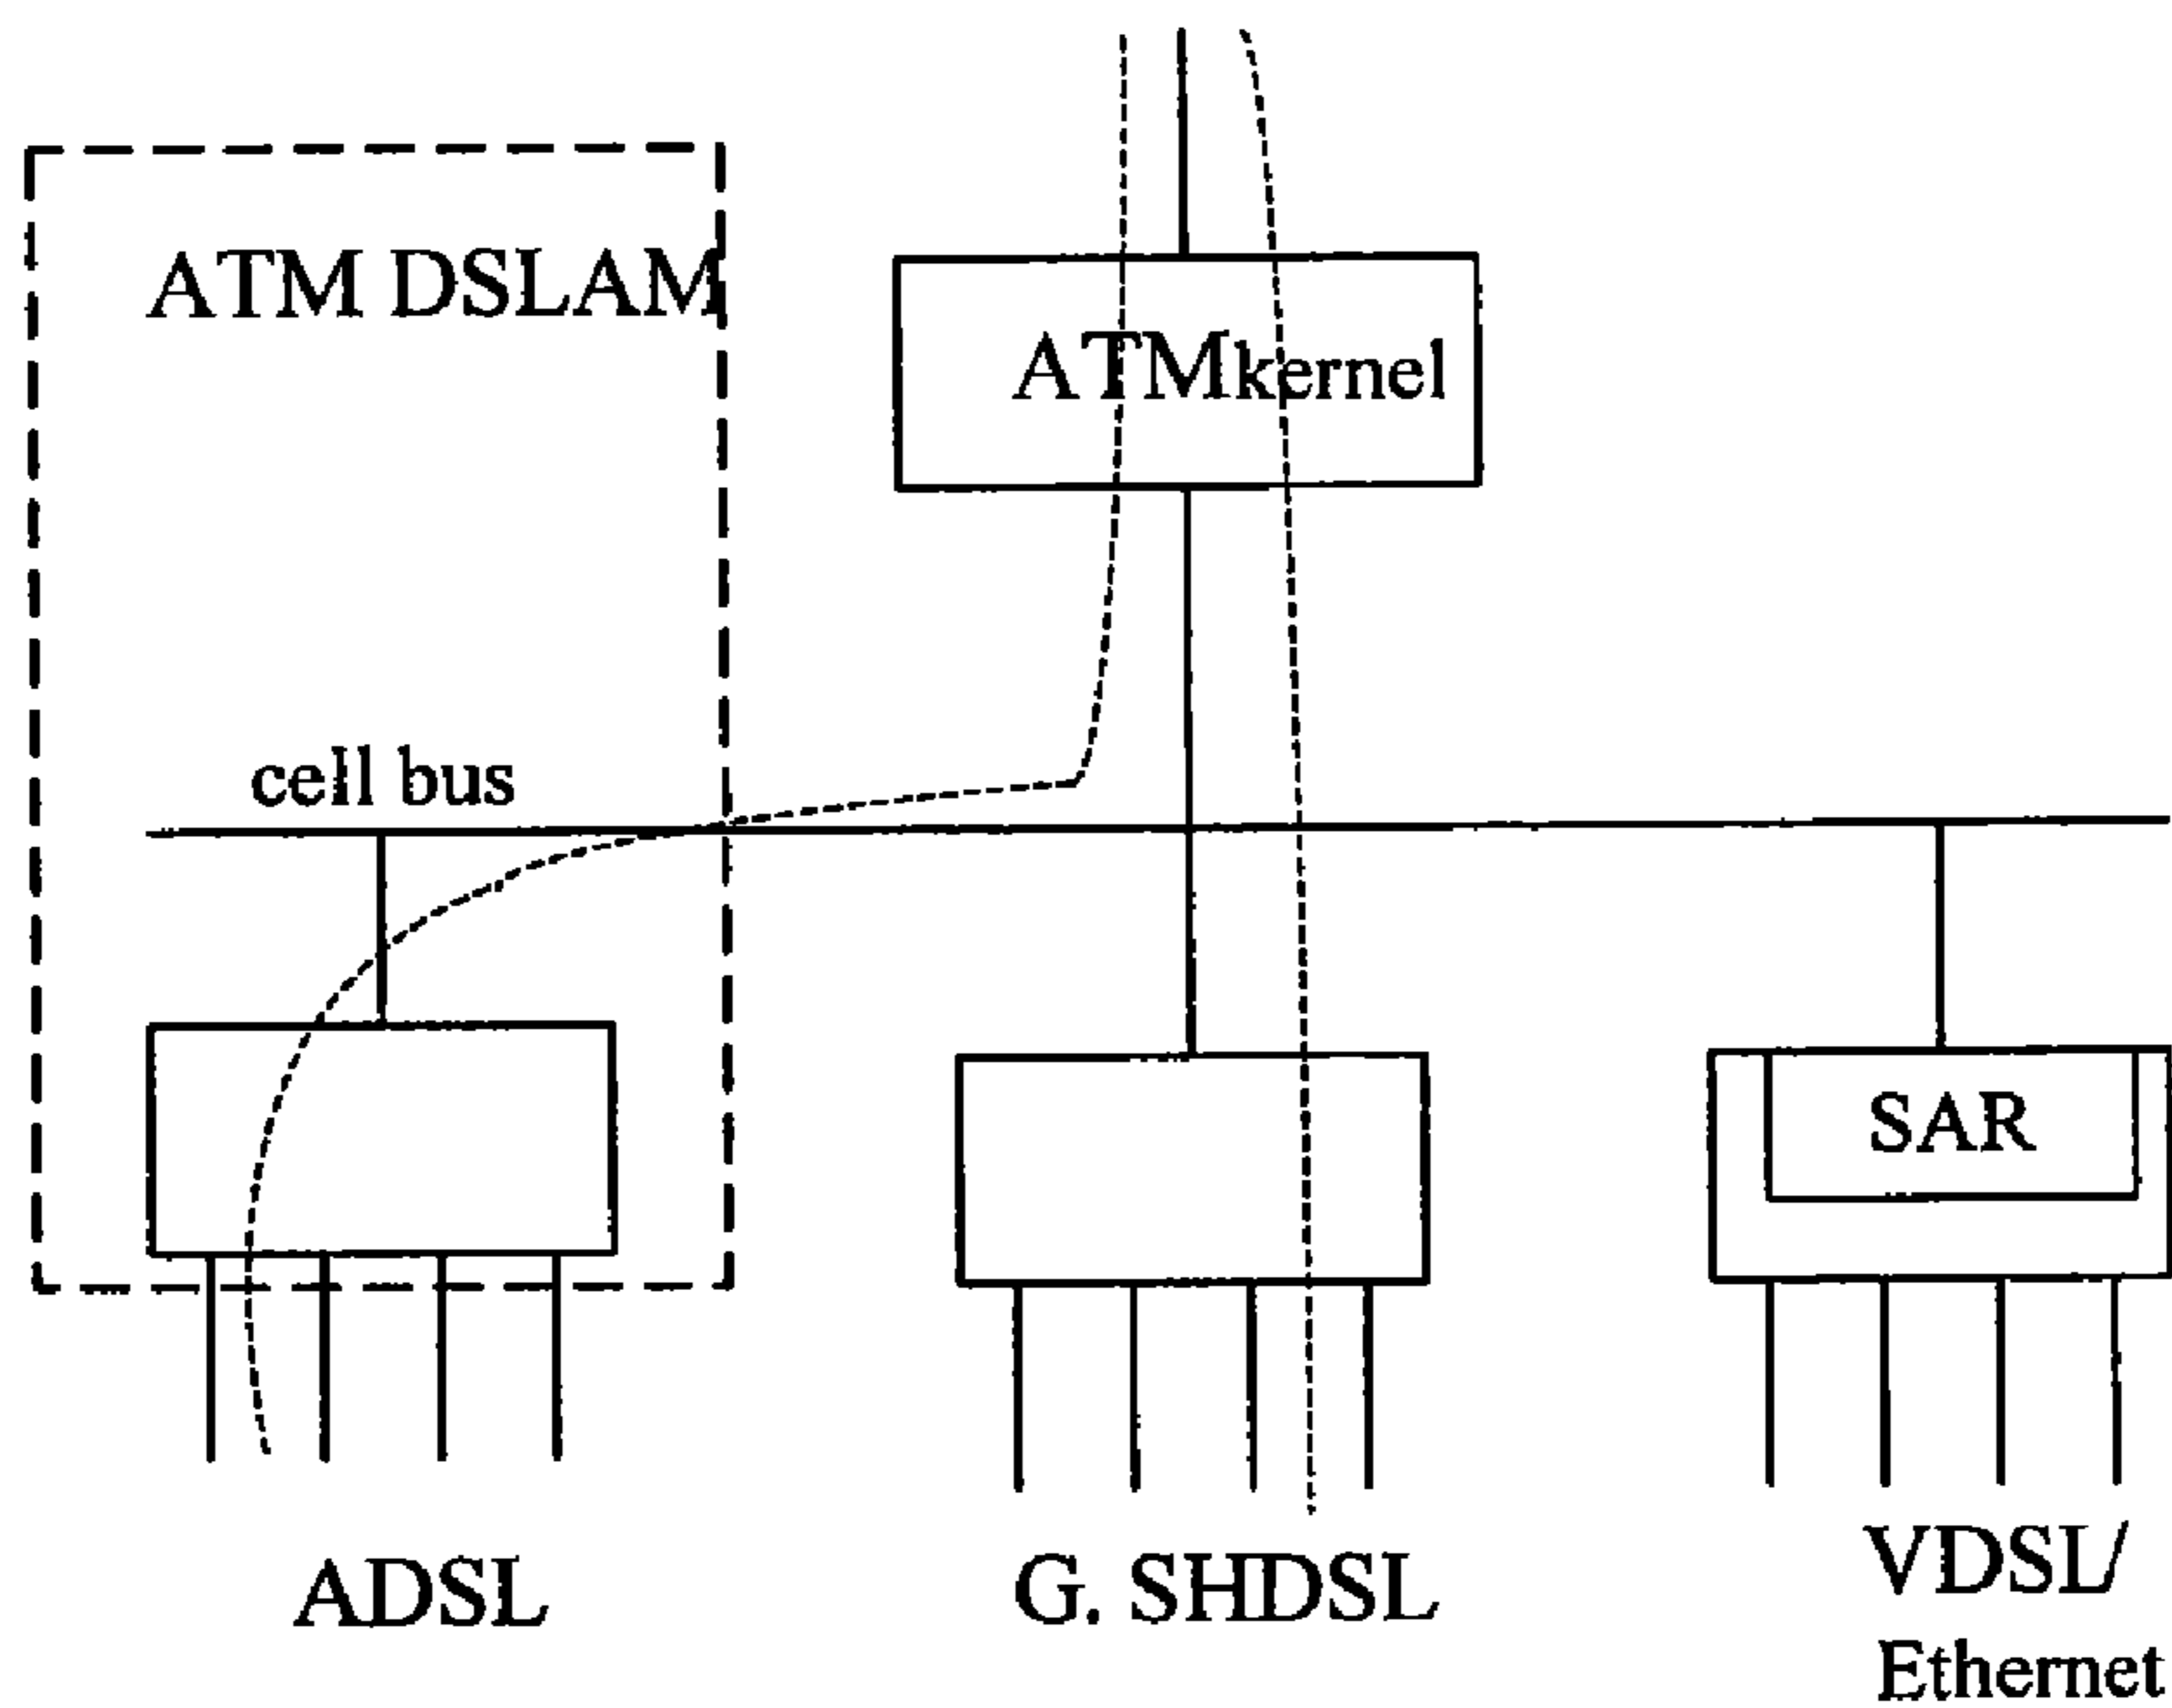 ATM DSLAM
ATMkernel
cell bus
SAR
ADSL
G. SHDSL
VDSL/
Ethernet